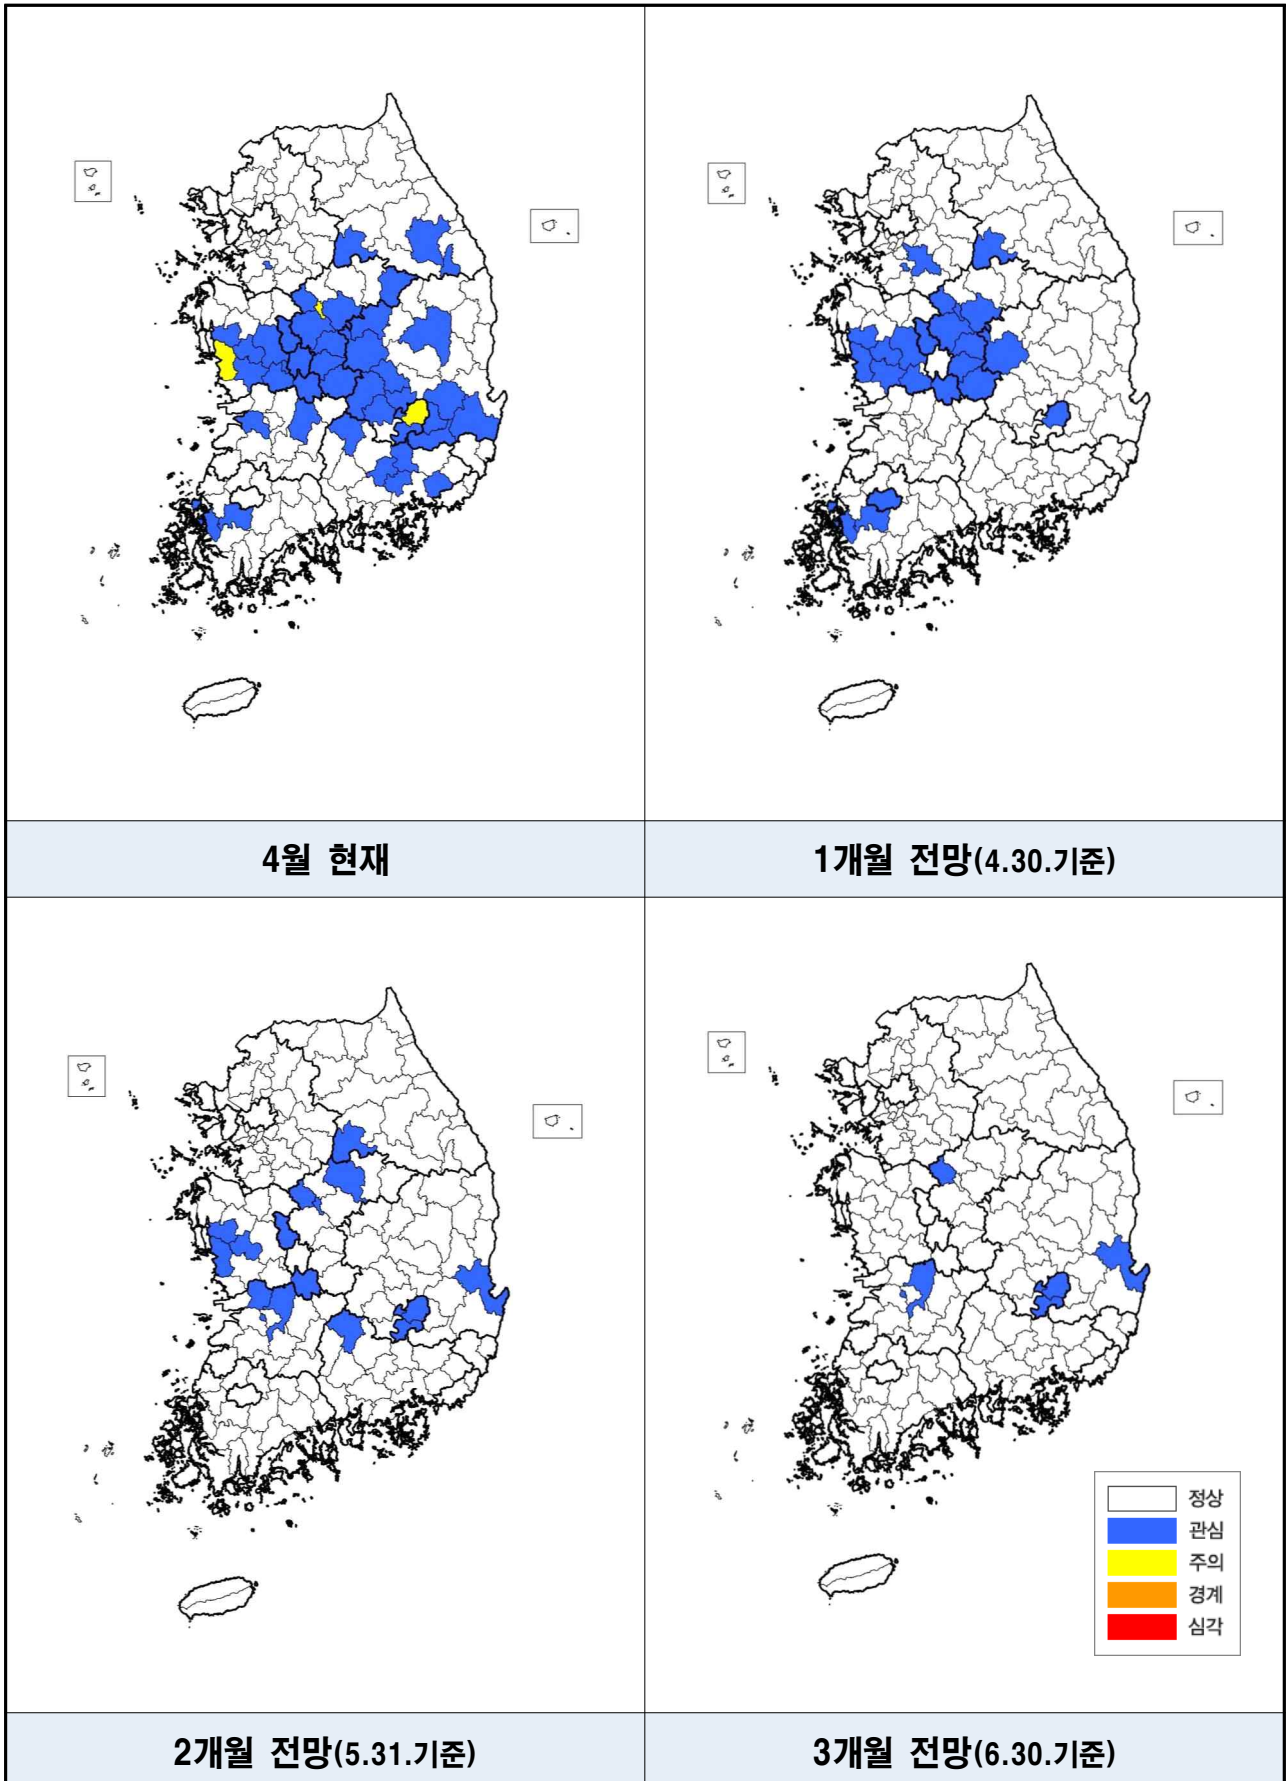 4월 현재
1개월 전망(4.30.기준)
정상
관심
주의
경계
심각
2개월 전망(5.31.기준)
3개월 전망(6.30.기준)